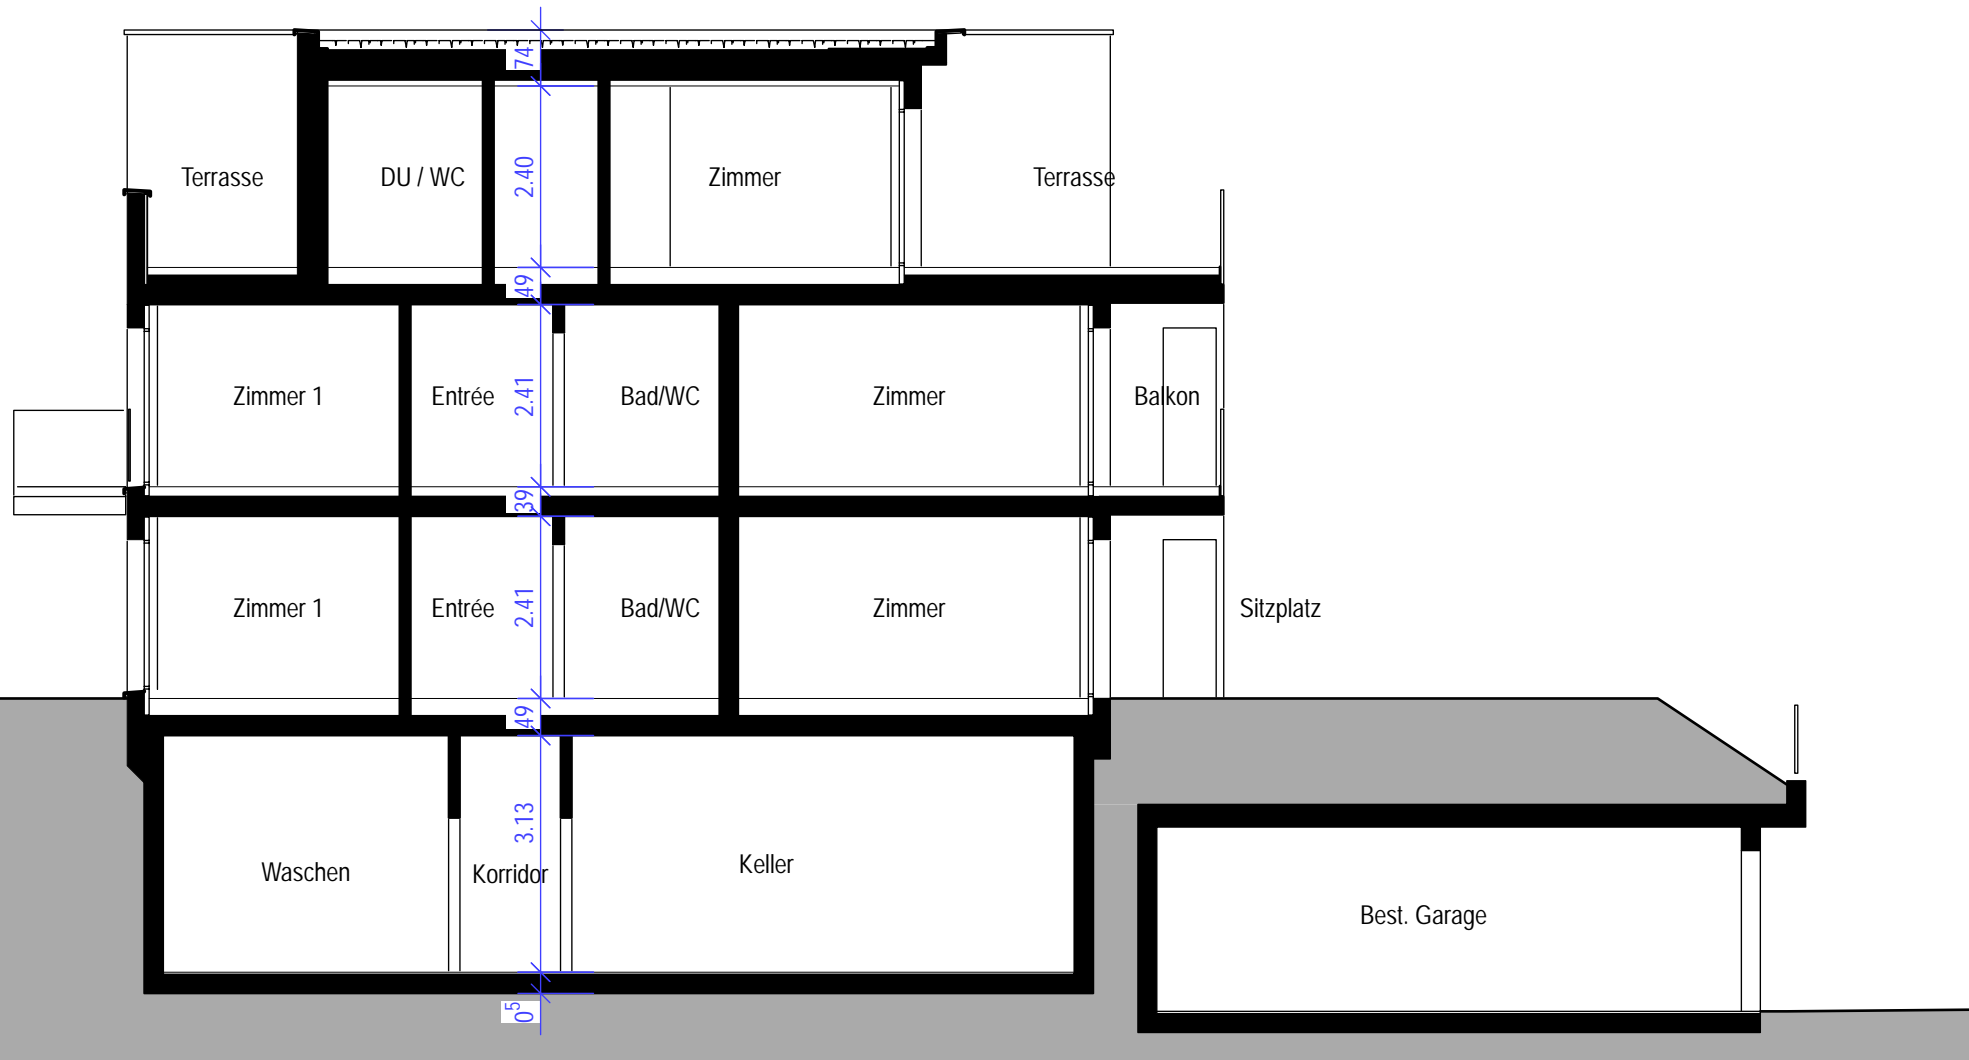 74
Terrasse
DU / WC
2.40
Zimmer
Terrasse
49
Zimmer 1
Entrée
2.41
Bad/WC
Zimmer
Balkon
39
Zimmer 1
Entrée
2.41
Bad/WC
Zimmer
Sitzplatz
49
3.13
Waschen
Korridor
Keller
Best. Garage
0⁵